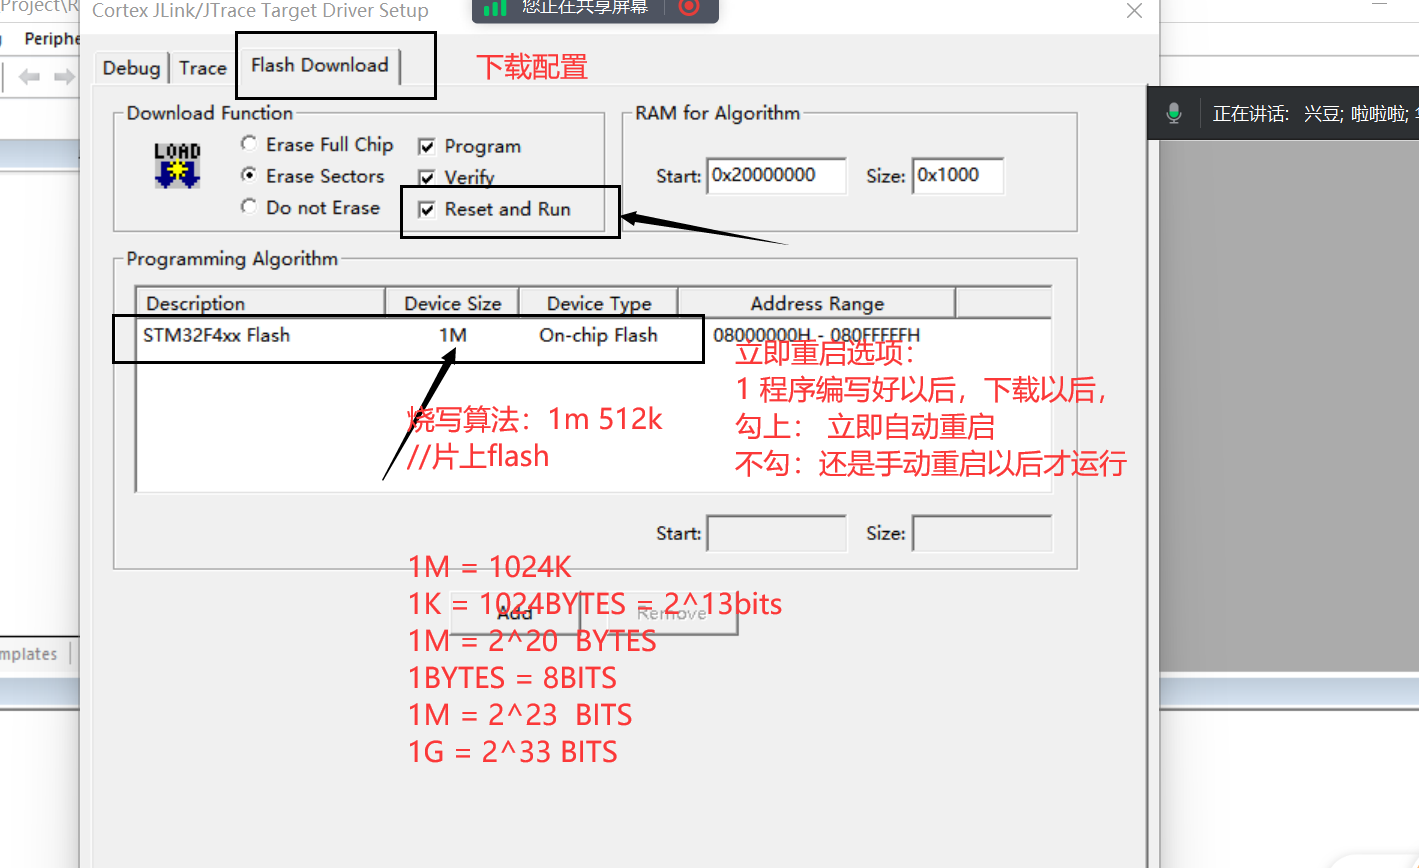 Project\R
Cortex JLink/JTrace Target Driver Setup
您正在共享屏幕
Periphe
Debug
Trace
Flash Download
下载配置
正在讲话: 兴豆; 啦啦啦;
Download Function
LOAD
Erase Full Chip
Erase Sectors
Do not Erase
Program
Verify
Reset and Run
RAM for Algorithm
Start: 0x20000000
Size: 0x1000
Programming Algorithm
Description
Device Size
Device Type
Address Range
STM32F4xx Flash
1M
On-chip Flash
08000000H - 080FFFFFH
立即重启选项：
1 程序编写好以后，下载以后，
勾上： 立即自动重启
不勾：还是手动重启以后才运行
烧写算法：1m 512k
//片上flash
Start:
Size:
Add
Remove
1M = 1024K
1K = 1024BYTES = 2^13bits
1M = 2^20 BYTES
1BYTES = 8BITS
1M = 2^23 BITS
1G = 2^33 BITS
mplates